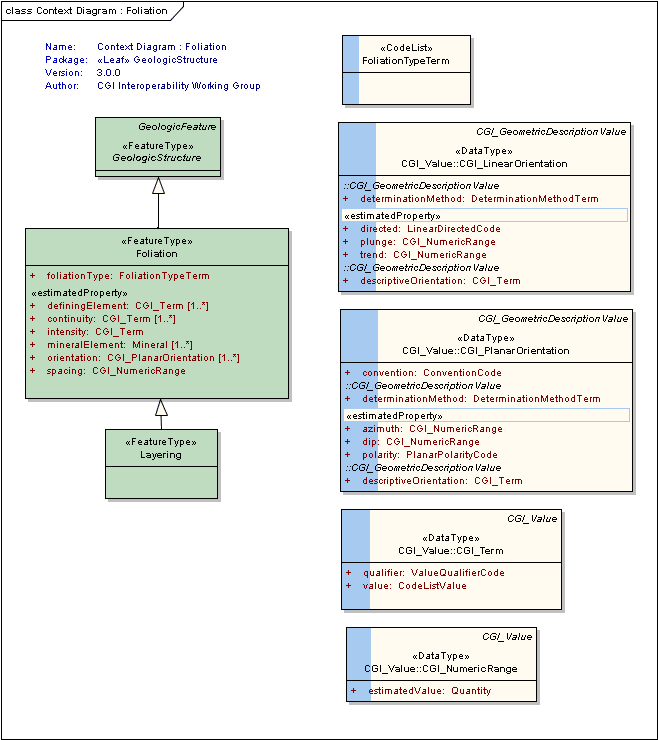 class Context Diagram : Foliation
Name: Context Diagram : Foliation
Package: «Leaf» GeologicStructure
Version: 3.0.0
Author: CGI Interoperability Working Group
GeologicFeature
«FeatureType»
GeologicStructure
«FeatureType»
Foliation
+ foliationType: FoliationTypeTerm
«estimatedProperty»
+ definingElement: CGI_Term [1..*]
+ continuity: CGI_Term [1..*]
+ intensity: CGI_Term
+ mineralElement: Mineral [1..*]
+ orientation: CGI_PlanarOrientation [1..*]
+ spacing: CGI_NumericRange
«FeatureType»
Layering
«CodeList»
FoliationTypeTerm
CGI_GeometricDescriptionValue
«DataType»
CGI_Value::CGI_LinearOrientation
::CGI_GeometricDescriptionValue
+ determinationMethod: DeterminationMethodTerm
«estimatedProperty»
+ directed: LinearDirectedCode
+ plunge: CGI_NumericRange
+ trend: CGI_NumericRange
::CGI_GeometricDescriptionValue
+ descriptiveOrientation: CGI_Term
CGI_GeometricDescriptionValue
«DataType»
CGI_Value::CGI_PlanarOrientation
+ convention: ConventionCode
::CGI_GeometricDescriptionValue
+ determinationMethod: DeterminationMethodTerm
«estimatedProperty»
+ azimuth: CGI_NumericRange
+ dip: CGI_NumericRange
+ polarity: PlanarPolarityCode
::CGI_GeometricDescriptionValue
+ descriptiveOrientation: CGI_Term
CGI_Value
«DataType»
CGI_Value::CGI_Term
+ qualifier: ValueQualifierCode
+ value: CodeListValue
CGI_Value
«DataType»
CGI_Value::CGI_NumericRange
+ estimatedValue: Quantity